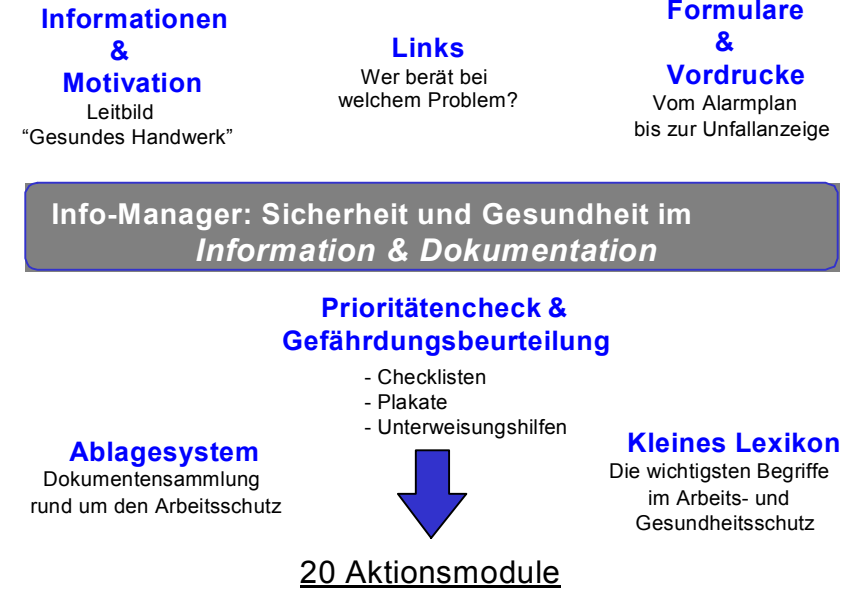 Informationen
&
Motivation
Leitbild
“Gesundes Handwerk”
Links
Wer berät bei
welchem Problem?
Formulare
&
Vordrucke
Vom Alarmplan
bis zur Unfallanzeige
Info-Manager: Sicherheit und Gesundheit im
Information & Dokumentation
Prioritätencheck &
Gefährdungsbeurteilung
- Checklisten
- Plakate
- Unterweisungshilfen
Ablagesystem
Dokumentensammlung
rund um den Arbeitsschutz
Kleines Lexikon
Die wichtigsten Begriffe
im Arbeits- und
Gesundheitsschutz
20 Aktionsmodule